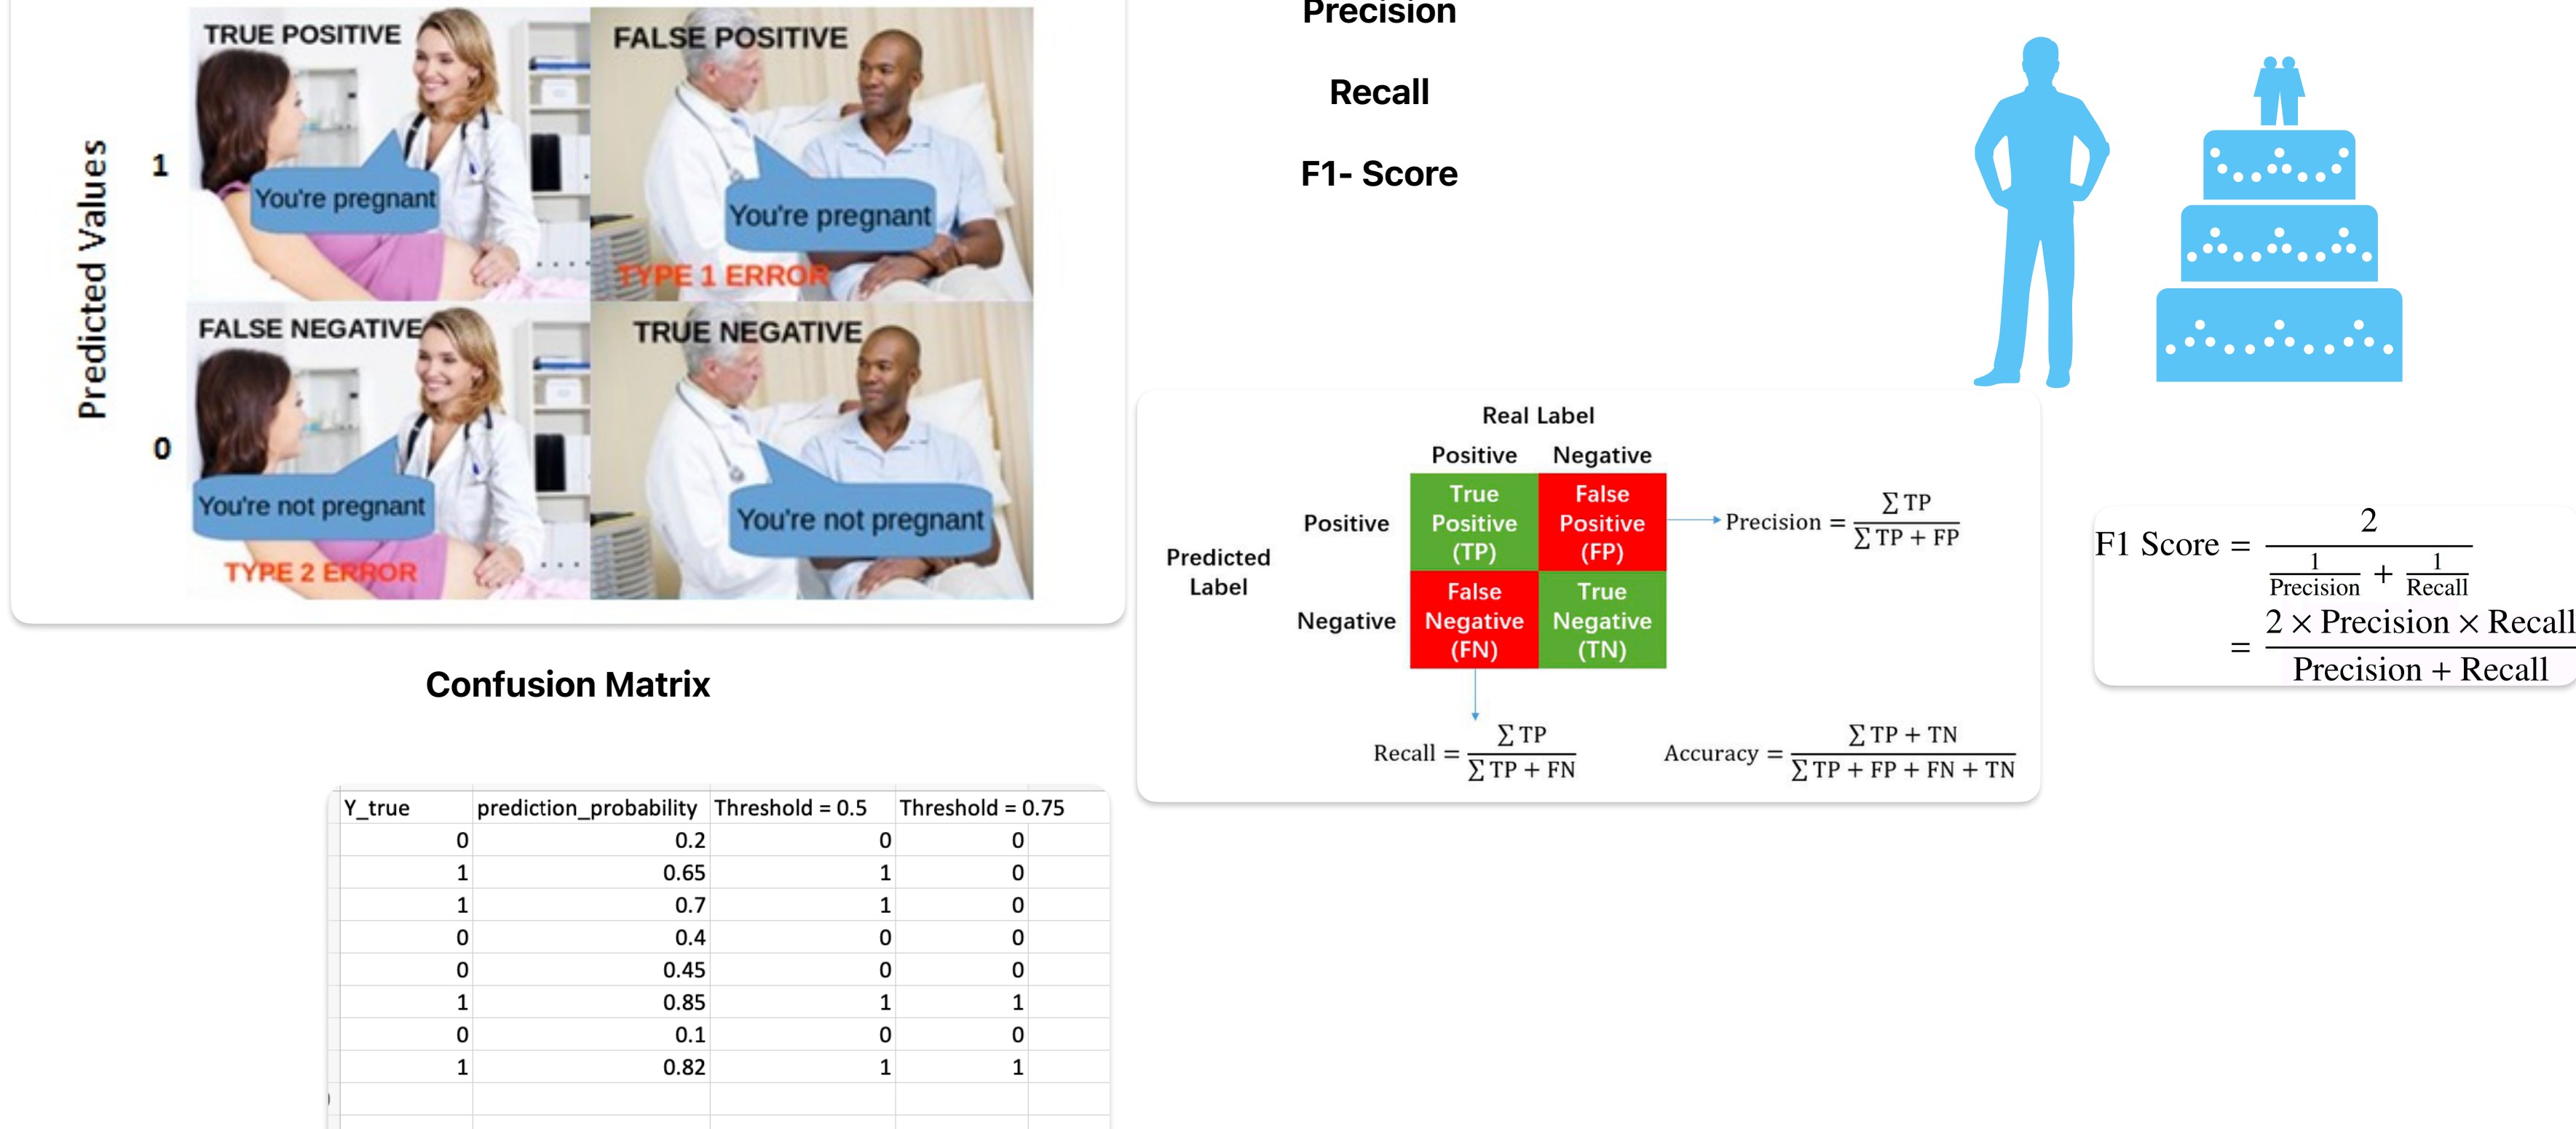 Predicted Values
1
0
TRUE POSITIVE
You're pregnant
FALSE POSITIVE
You're pregnant
TYPE 1 ERROR
FALSE NEGATIVE
You're not pregnant
TYPE 2 ERROR
TRUE NEGATIVE
You're not pregnant
Confusion Matrix
Y_true prediction_probability Threshold = 0.5 Threshold = 0.75
0 0.2 0 0
1 0.65 1 0
1 0.7 1 0
0 0.4 0 0
0 0.45 0 0
1 0.85 1 1
0 0.1 0 0
1 0.82 1 1
Precision
Recall
F1- Score
Real Label
Positive Negative
Predicted
Label
Positive
Negative
True
Positive
(TP)
False
Positive
(FP)
False
Negative
(FN)
True
Negative
(TN)
Precision = ∑ TP / ∑ TP + FP
Recall = ∑ TP / ∑ TP + FN
Accuracy = ∑ TP + TN / ∑ TP + FP + FN + TN
F1 Score = 2 / 1 / Precision + 1 / Recall
= 2 × Precision × Recall / Precision + Recall